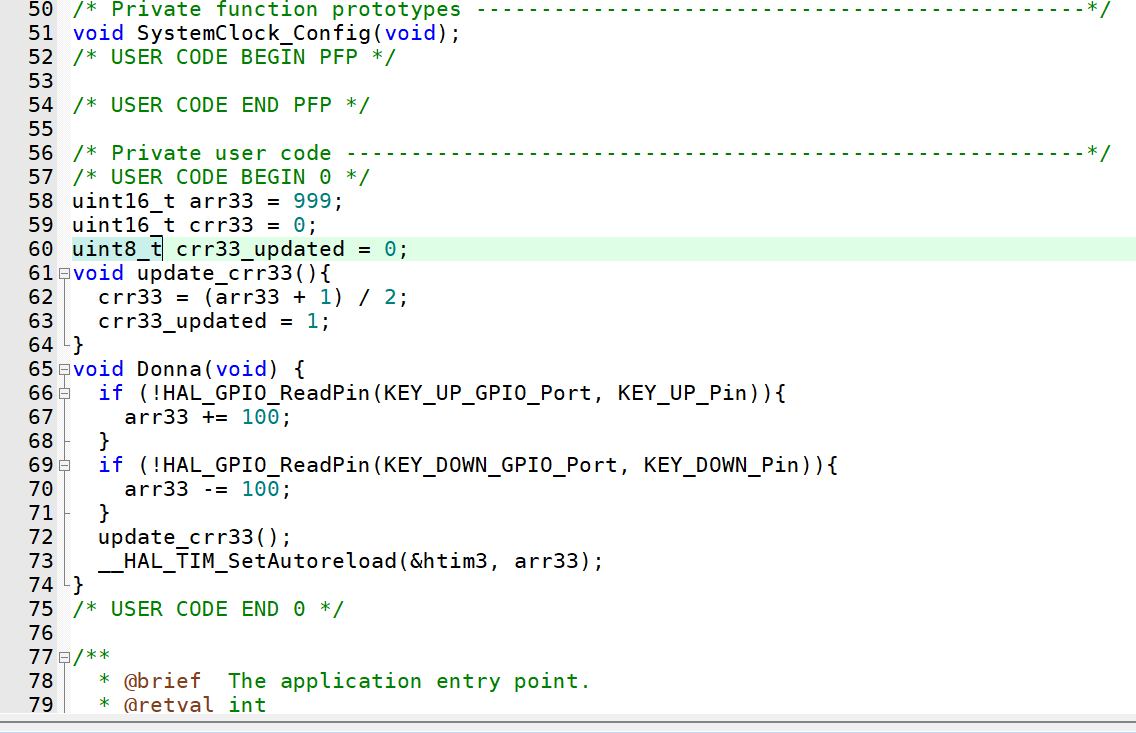 50 /* Private function prototypes -----------------------------------------------*/
51 void SystemClock_Config(void);
52 /* USER CODE BEGIN PFP */
53
54 /* USER CODE END PFP */
55
56 /* Private user code ---------------------------------------------------------*/
57 /* USER CODE BEGIN 0 */
58 uint16_t arr33 = 999;
59 uint16_t crr33 = 0;
60 uint8_t crr33_updated = 0;
61 void update_crr33(){
62   crr33 = (arr33 + 1) / 2;
63   crr33_updated = 1;
64 }
65 void Donna(void) {
66   if (!HAL_GPIO_ReadPin(KEY_UP_GPIO_Port, KEY_UP_Pin)){
67     arr33 += 100;
68   }
69   if (!HAL_GPIO_ReadPin(KEY_DOWN_GPIO_Port, KEY_DOWN_Pin)){
70     arr33 -= 100;
71   }
72   update_crr33();
73   __HAL_TIM_SetAutoreload(&htim3, arr33);
74 }
75 /* USER CODE END 0 */
76
77 /**
78   * @brief  The application entry point.
79   * @retval int